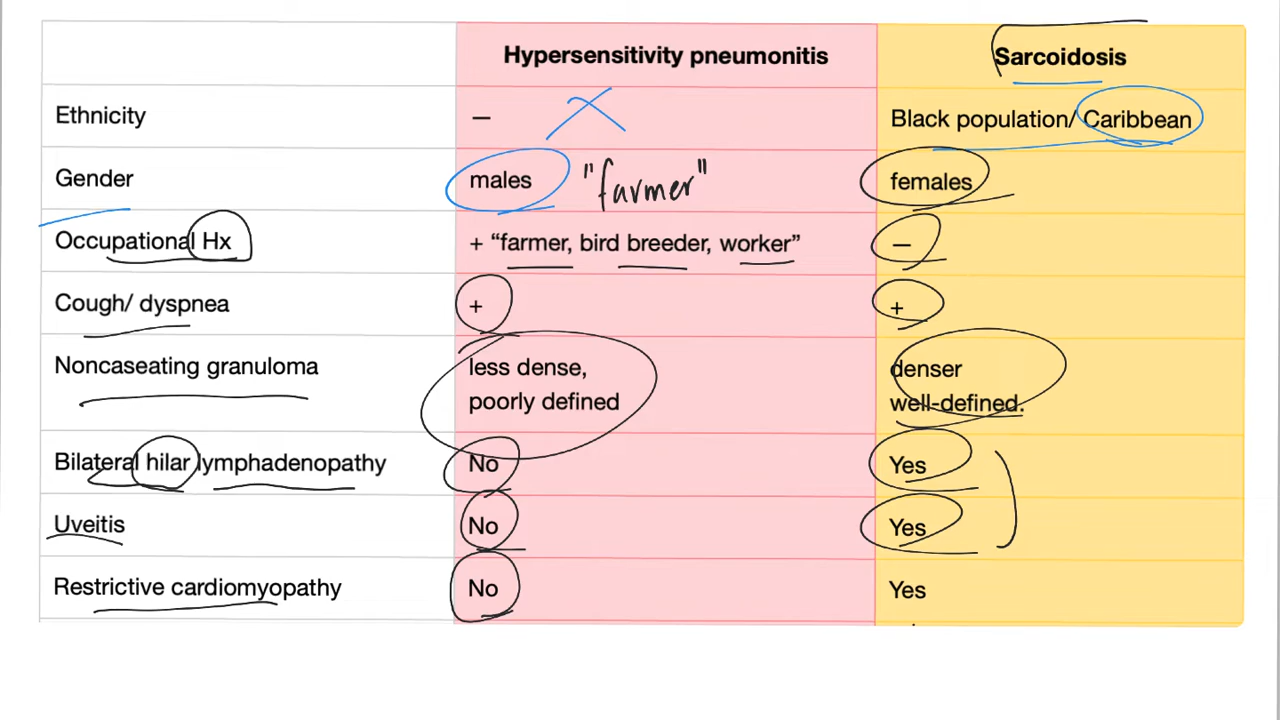 Hypersensitivity pneumonitis Sarcoidosis
Ethnicity – Black population/ Caribbean
Gender males "farmer" females
Occupational Hx + “farmer, bird breeder, worker” –
Cough/ dyspnea + +
Noncaseating granuloma less dense, denser
poorly defined well-defined.
Bilateral hilar lymphadenopathy No Yes
Uveitis No Yes
Restrictive cardiomyopathy No Yes